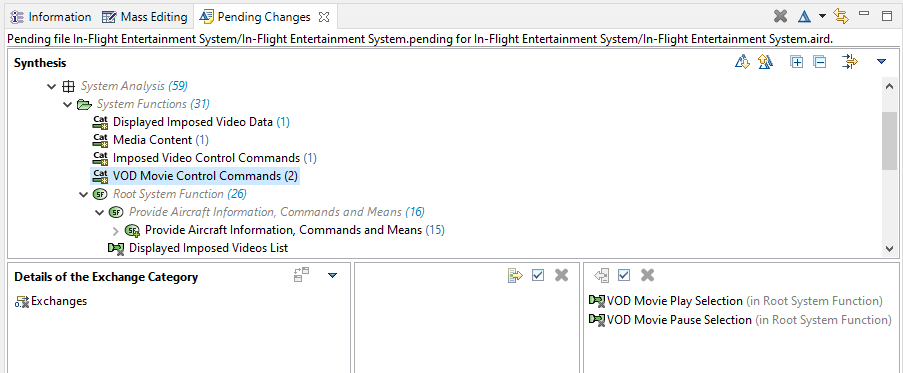 Information Mass Editing Pending Changes
Pending file In-Flight Entertainment System/In-Flight Entertainment System.pending for In-Flight Entertainment System/In-Flight Entertainment System.aird.
Synthesis
System Analysis (59)
System Functions (31)
Cat Displayed Imposed Video Data (1)
Cat Media Content (1)
Cat Imposed Video Control Commands (1)
Cat VOD Movie Control Commands (2)
SF Root System Function (26)
SF Provide Aircraft Information, Commands and Means (16)
SF Provide Aircraft Information, Commands and Means (15)
Displayed Imposed Videos List
Details of the Exchange Category
Exchanges
VOD Movie Play Selection (in Root System Function)
VOD Movie Pause Selection (in Root System Function)